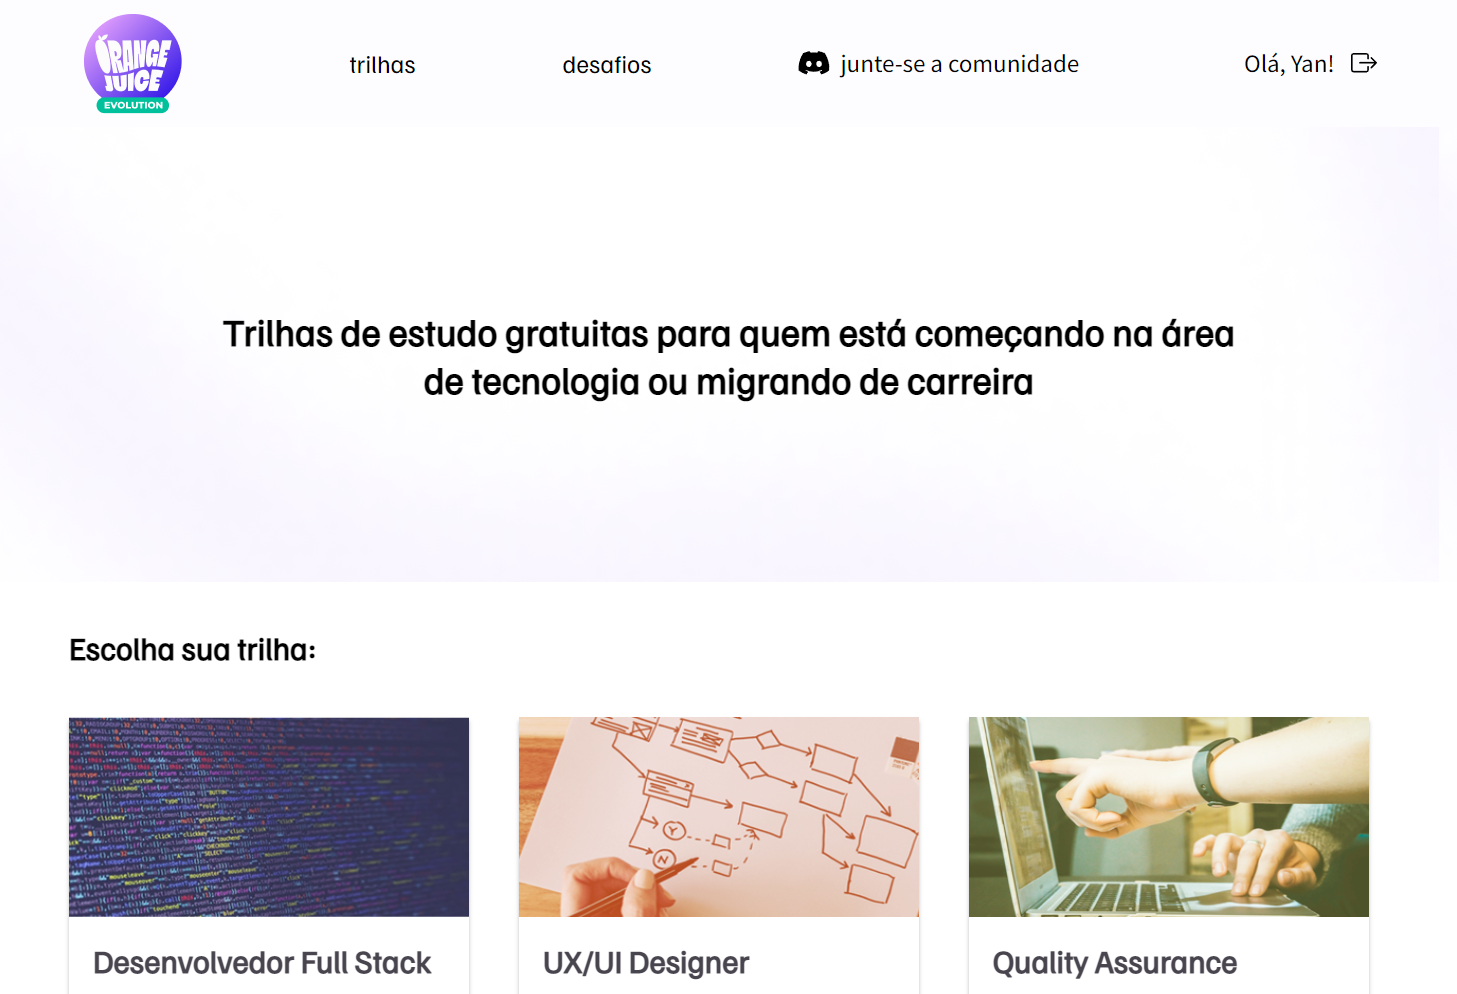 ORANGE
JUICE
EVOLUTION
trilhas
desafios
junte-se a comunidade
Olá, Yan!
Trilhas de estudo gratuitas para quem está começando na área
de tecnologia ou migrando de carreira
Escolha sua trilha:
Y
N
Desenvolvedor Full Stack
UX/UI Designer
Quality Assurance